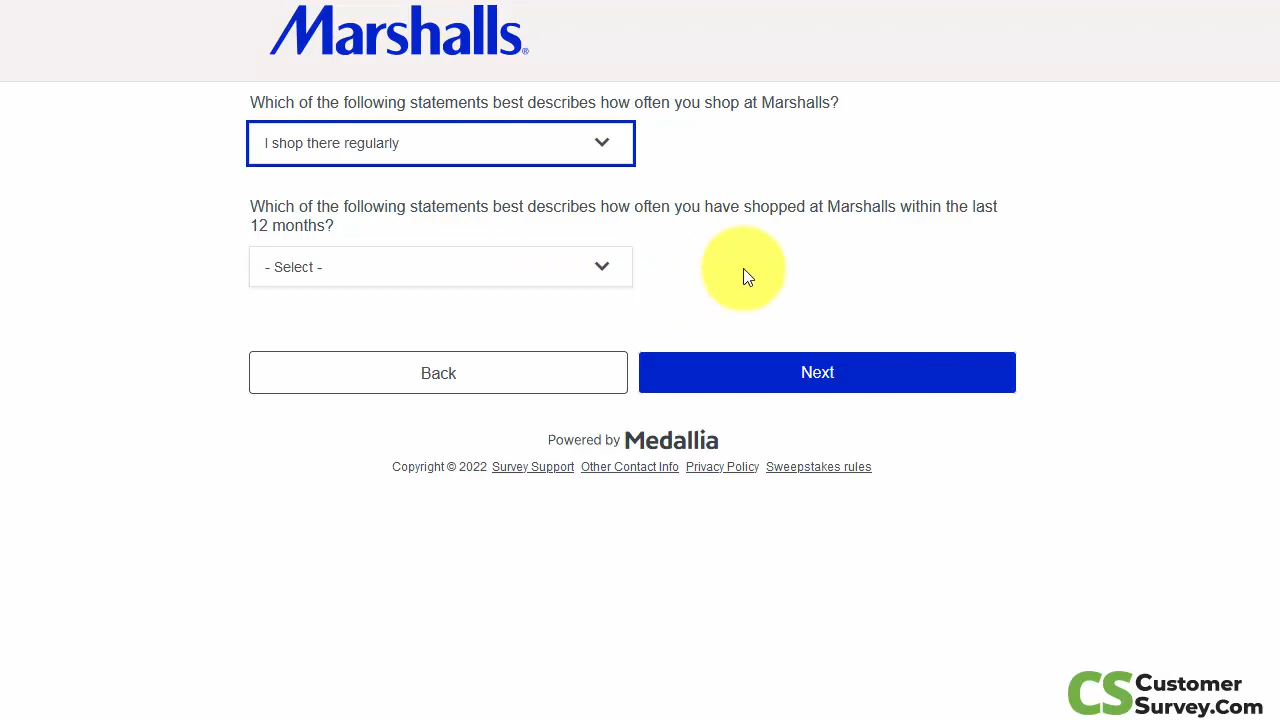 Marshalls®
Which of the following statements best describes how often you shop at Marshalls?
I shop there regularly
Which of the following statements best describes how often you have shopped at Marshalls within the last
12 months?
- Select -
Back
Next
Powered by Medallia
Copyright © 2022 Survey Support Other Contact Info Privacy Policy Sweepstakes rules
CS Customer
Survey.Com